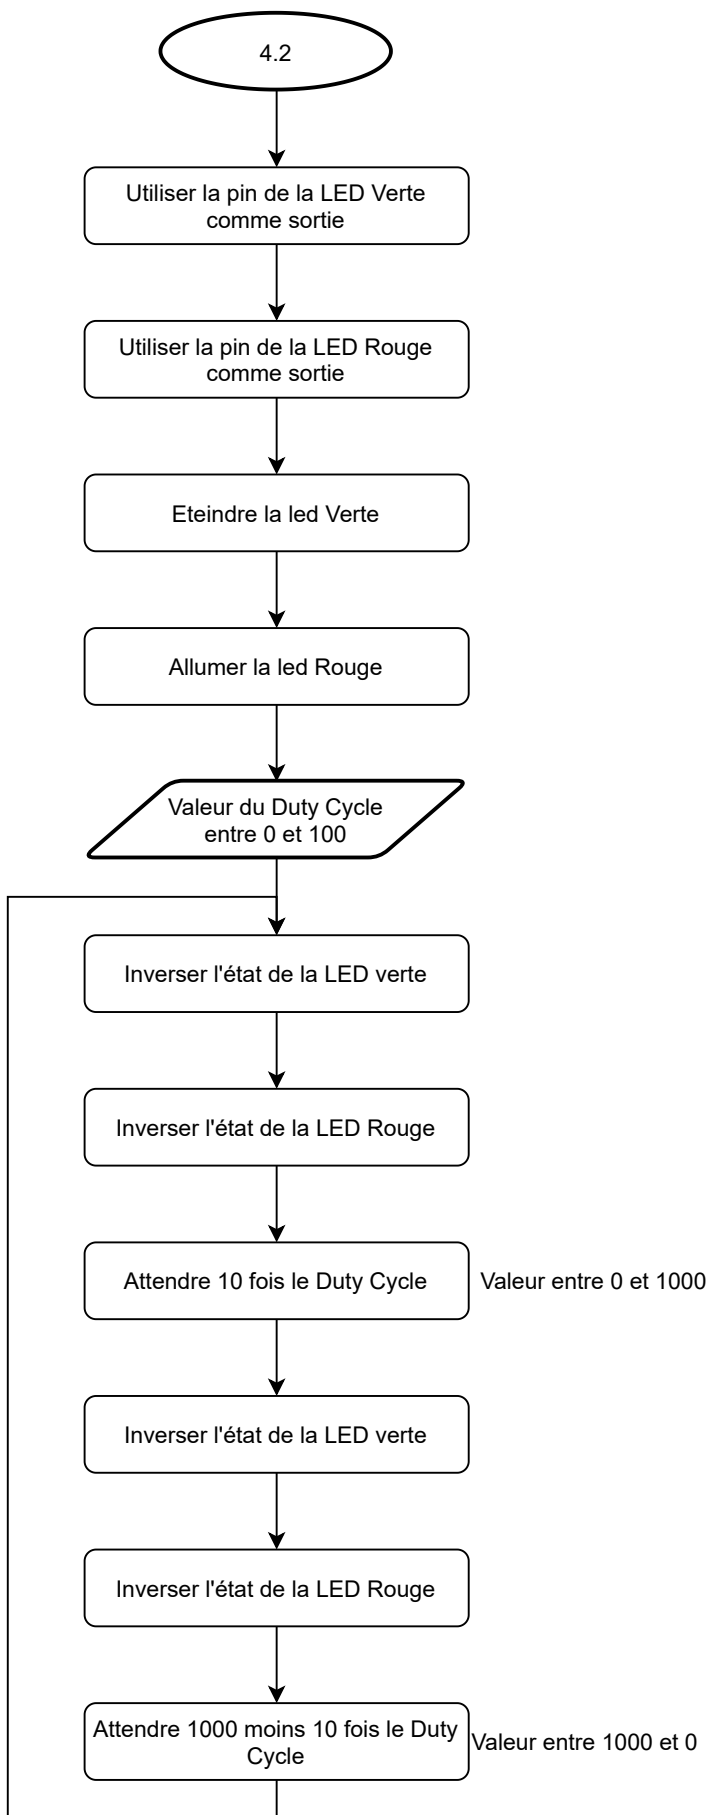 4.2
Utiliser la pin de la LED Verte
comme sortie
Utiliser la pin de la LED Rouge
comme sortie
Eteindre la led Verte
Allumer la led Rouge
Valeur du Duty Cycle
entre 0 et 100
Inverser l'état de la LED verte
Inverser l'état de la LED Rouge
Attendre 10 fois le Duty Cycle
Valeur entre 0 et 1000
Inverser l'état de la LED verte
Inverser l'état de la LED Rouge
Attendre 1000 moins 10 fois le Duty
Cycle
Valeur entre 1000 et 0